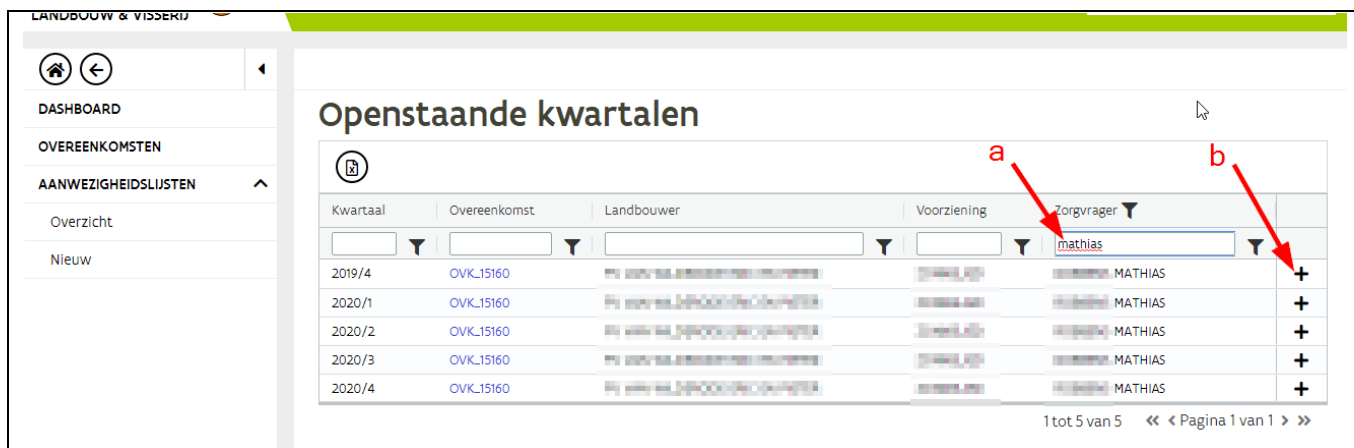 LANDBOUW & VISSERIJ
DASHBOARD
OVEREENKOMSTEN
AANWEZIGHEIDSLIJSTEN
Overzicht
Nieuw
Openstaande kwartalen
a b
Kwartaal Overeenkomst Landbouwer Voorziening Zorgvrager
mathias
2019/4 OVK_15160 MATHIAS +
2020/1 OVK_15160 MATHIAS +
2020/2 OVK_15160 MATHIAS +
2020/3 OVK_15160 MATHIAS +
2020/4 OVK_15160 MATHIAS +
1 tot 5 van 5 « < Pagina 1 van 1 > »